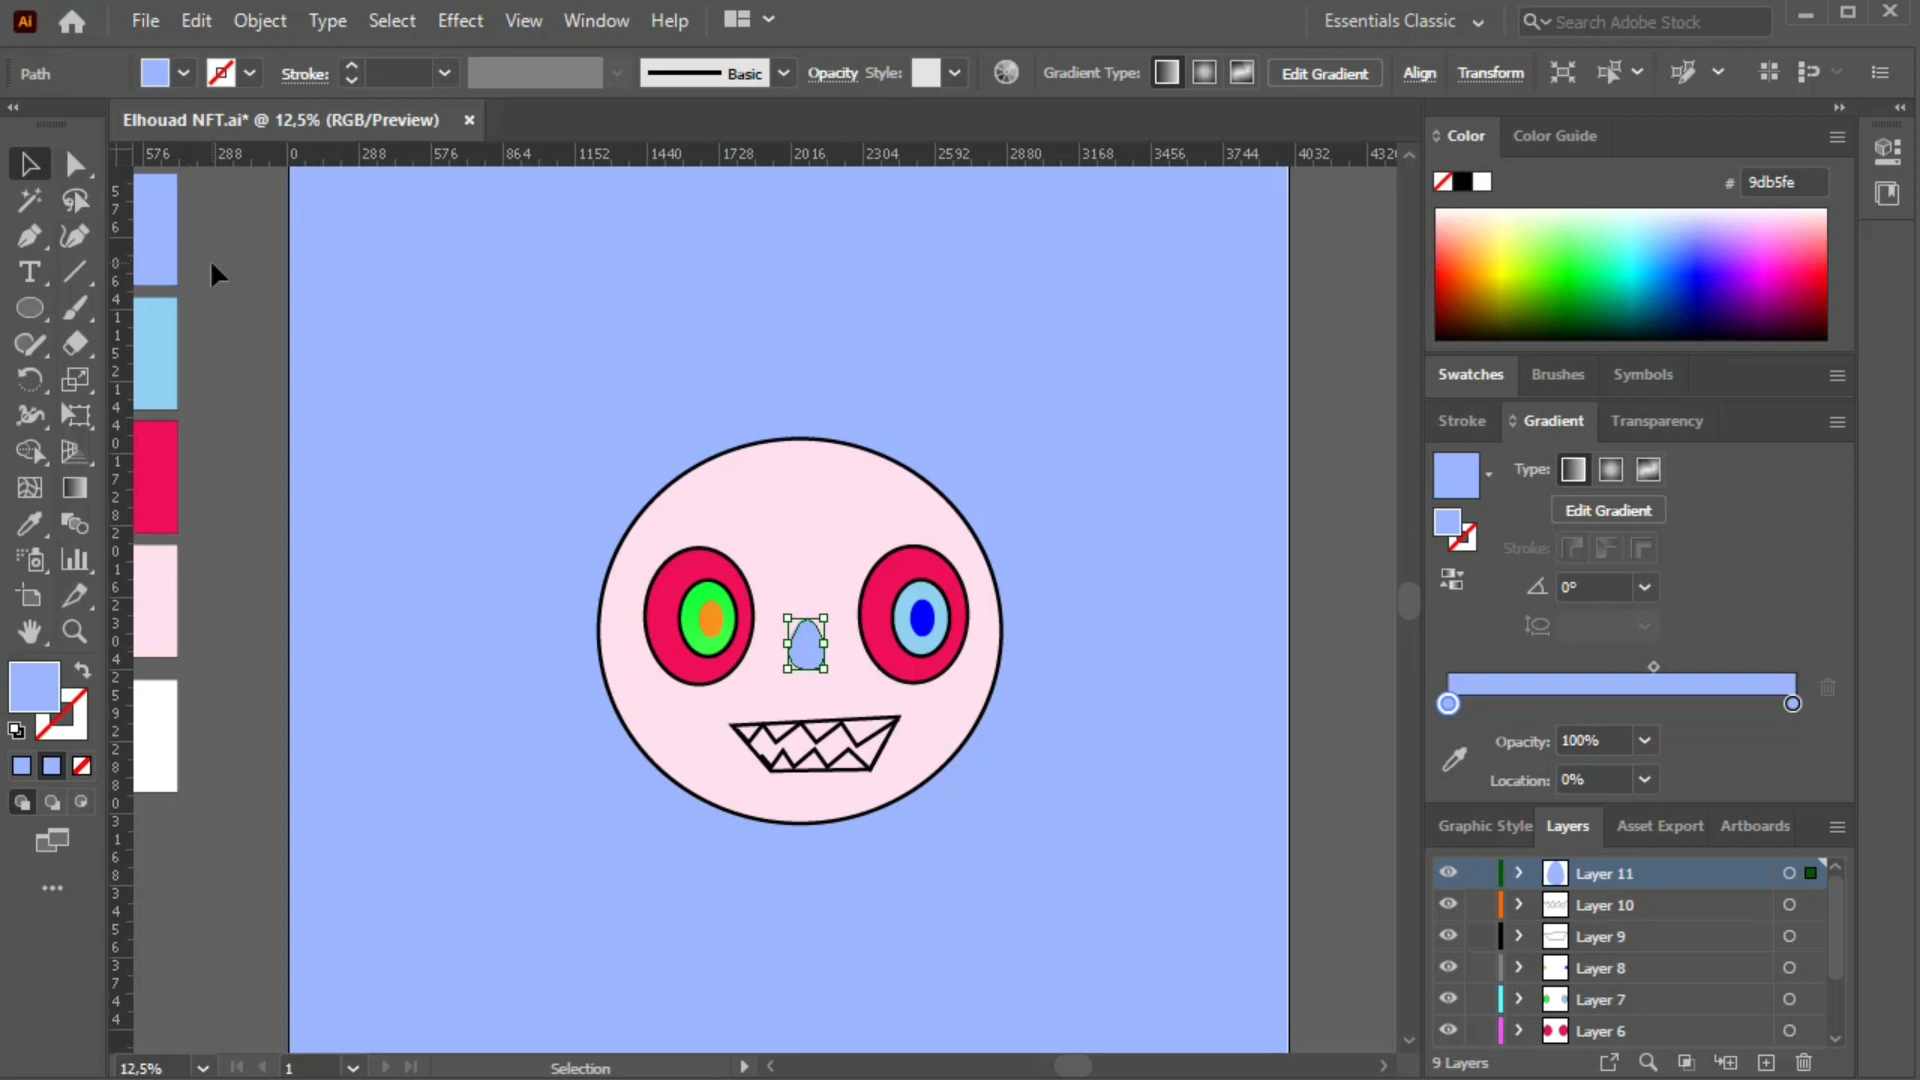 Ai File Edit Object Type Select Effect View Window Help Essentials Classic Search Adobe Stock
Path Stroke: Basic Opacity Style: Gradient Type: Edit Gradient Align Transform
Elhouad NFT.ai* @ 12,5% (RGB/Preview)
576 288 0 288 576 864 1152 1440 1728 2016 2304 2592 2880 3168 3456 3744 4032 432
Color Color Guide
# 9db5fe
Swatches Brushes Symbols
Stroke Gradient Transparency
Type:
Edit Gradient
Stroke:
0°
Opacity: 100%
Location: 0%
Graphic Style Layers Asset Export Artboards
Layer 11
Layer 10
Layer 9
Layer 8
Layer 7
Layer 6
9 Layers
12,5% 1 Selection